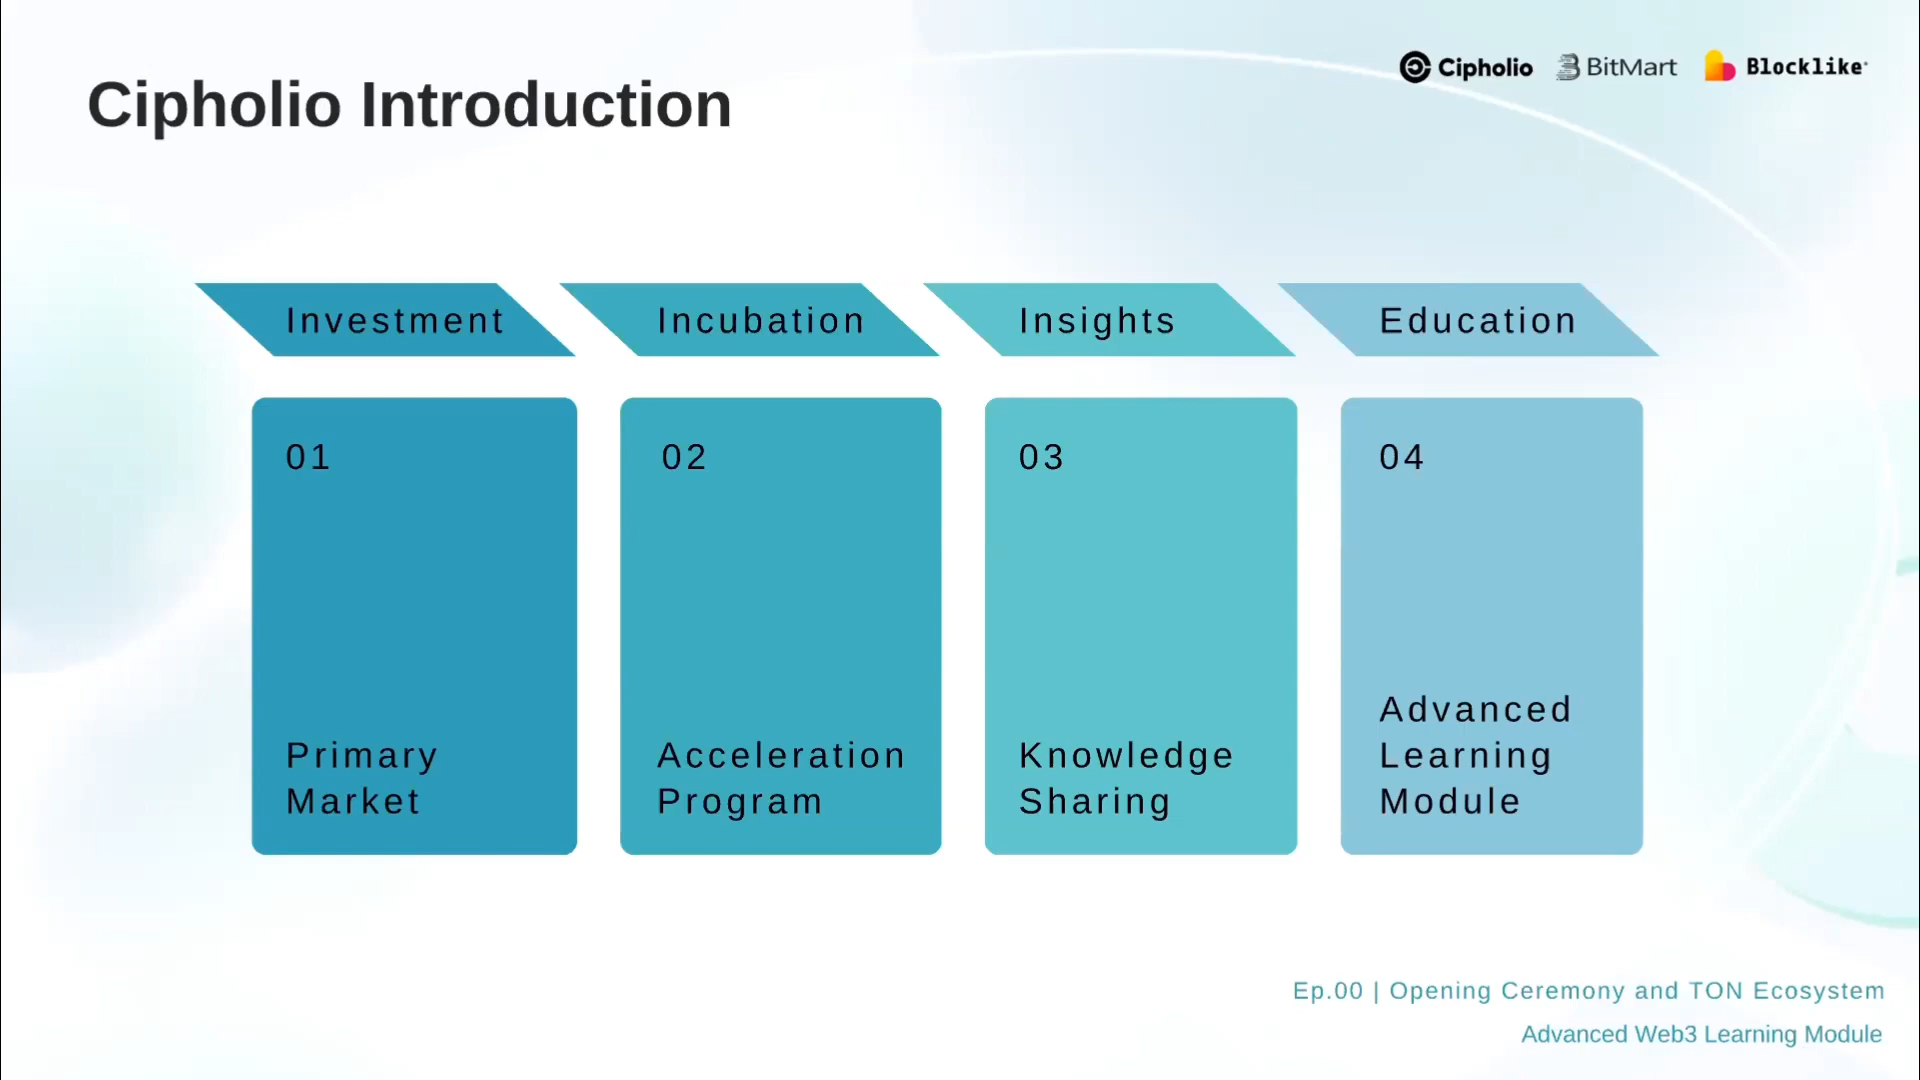 Cipholio Introduction
Cipholio
BitMart
Blocklike
Investment
Incubation
Insights
Education
01
Primary
Market
02
Acceleration
Program
03
Knowledge
Sharing
04
Advanced
Learning
Module
Ep.00 | Opening Ceremony and TON Ecosystem
Advanced Web3 Learning Module